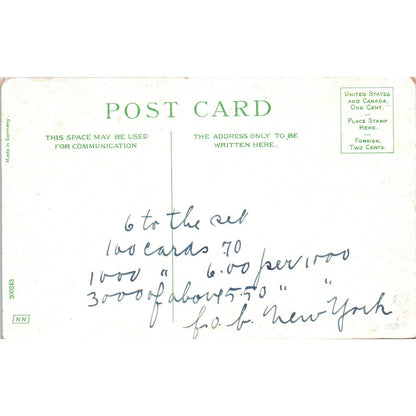 POST CARD
THIS SPACE MAY BE USED
FOR COMMUNICATION
THE ADDRESS ONLY TO BE
WRITTEN HERE.
UNITED STATES
AND CANADA,
ONE CENT.
PLACE STAMP
HERE.
FOREIGN,
TWO CENTS.
Made in Germany.
6 to the set
100 cards .70
1000 " 6.00 per 1000
3000 of above 5.50 " "
f.o.b. New York
200243
NN